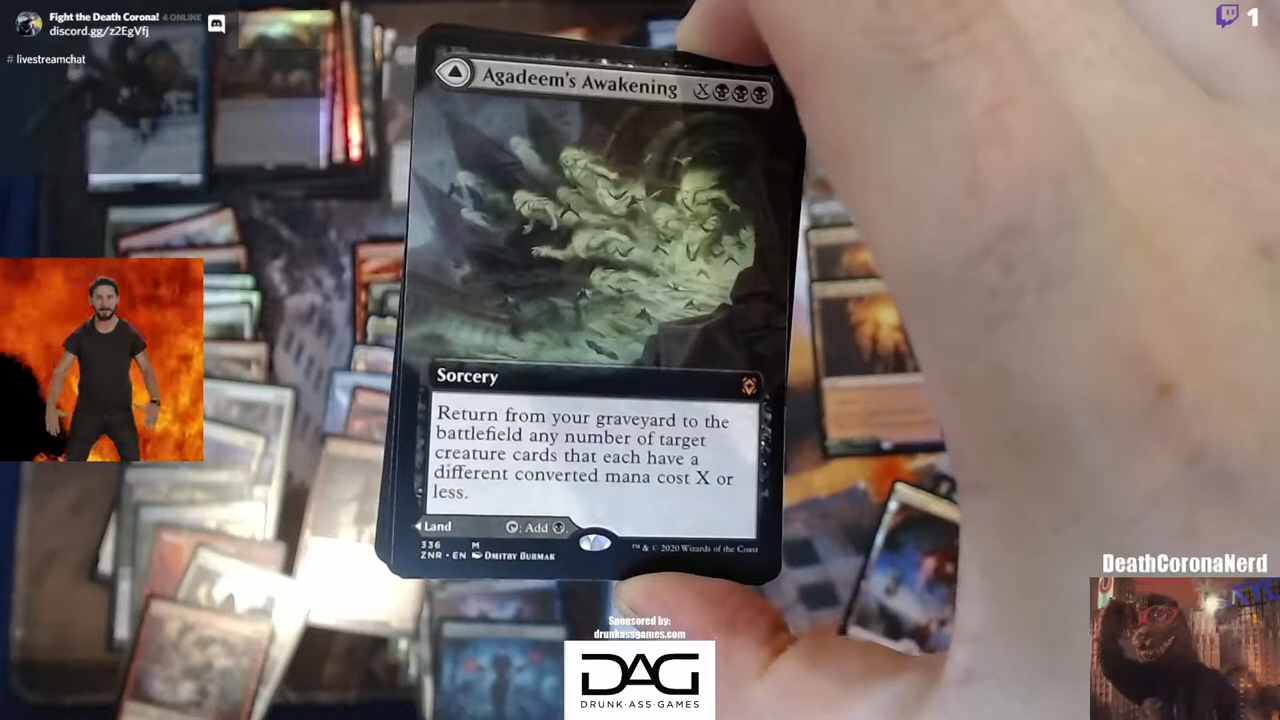 Fight the Death Corona! 4 ONLINE
discord.gg/z2EgVfj
# livestreamchat
1
Agadeem's Awakening X
Sorcery
Return from your graveyard to the
battlefield any number of target
creature cards that each have a
different converted mana cost X or
less.
Land : Add .
336 M
ZNR • EN Dmitry Burmak
™ & © 2020 Wizards of the Coast
DeathCoronaNerd
Sponsored by:
drunkassgames.com
DAG
DRUNK-ASS-GAMES